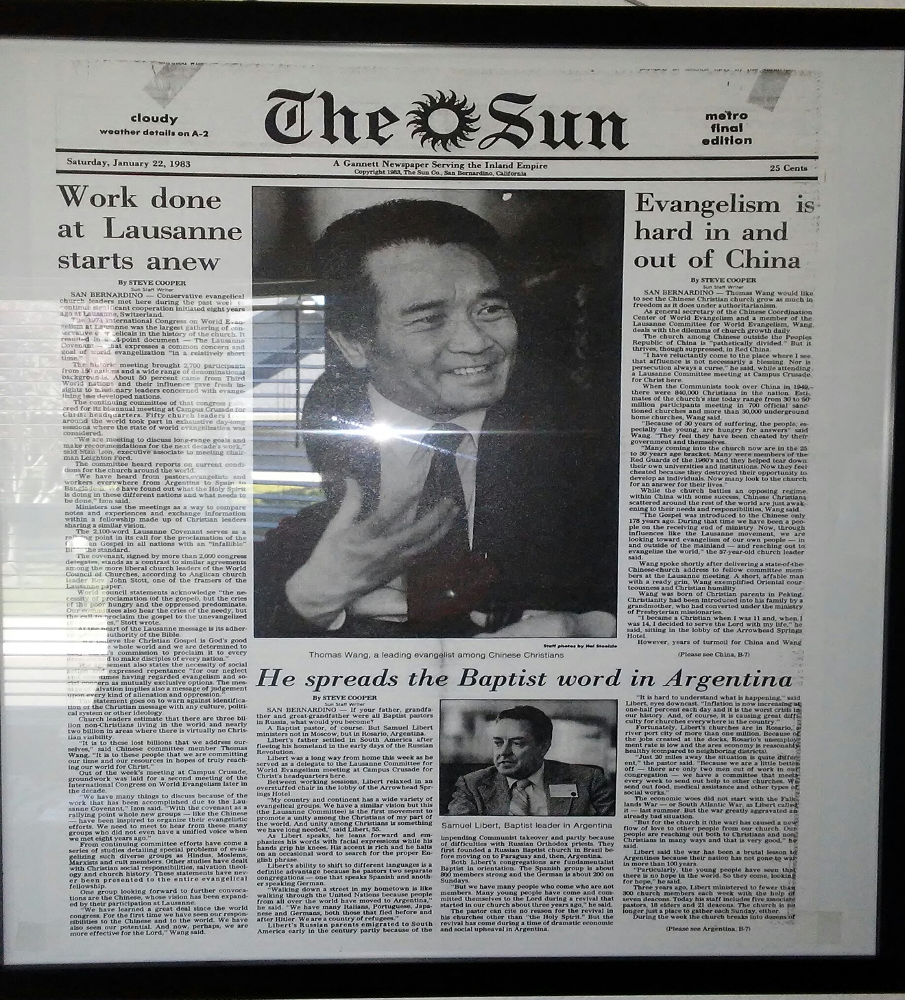 cloudy
weather details on A-2
The Sun
metro
final
edition
Saturday, January 22, 1983
A Gannett Newspaper Serving the Inland Empire
Copyright 1983, The Sun Co., San Bernardino, California
25 Cents
Work done
at Lausanne
starts anew
By STEVE COOPER
Sun Staff Writer
SAN BERNARDINO — Conservative evangelical
church leaders met here during the past
cooperation initiated eight years
ago at Lausanne, Switzerland.
The 1974 International Congress on World Evan-
gelism at Lausanne was the largest gathering of con-
servative in the history of the church. It
resulted in a document — The Lausanne
Covenant — that expresses a common concern and
goal of world evangelization "in a relatively short
time."
The historic meeting brought 2,700 participants
from 150 nations and a wide range of denominational
backgrounds. About 50 percent came from Third
World nations and their influence gave fresh in-
sights to missionary leaders concerned with evange-
lizing less developed nations.
The continuing committee of that congress
for its bi-annual meeting at Campus Crusade for
Christ headquarters. Fifty church leaders
around the world took part in exhaustive day-long
sessions where the state of world evangelization was
considered.
"We are meeting to discuss long-range goals and
make recommendations for the next decade's work,"
said Stan Izon, executive associate to meeting chair-
man Leighton Ford.
The committee heard reports on current condi-
tions for the church around the world.
"We have heard from pastors, evangelists and
workers everywhere from Argentina to Spain to
Bangladesh. We have found out what the Holy Spirit
is doing in these different nations and what needs to
be done," Izon said.
Ministers use the meetings as a way to compare
notes and experiences and exchange information
within a fellowship made up of Christian leaders
sharing a similar vision.
The 2,100-word Lausanne Covenant serves as a
rallying point in its call for the proclamation of the
Gospel in all nations with an "infallible"
the standard.
The covenant, signed by more than 2,000 congress
delegates, stands as a contrast to similar agreements
among the more liberal church leaders of the World
Council of Churches, according to Anglican church
leader Rev. John Stott, one of the framers of the
Lausanne paper.
World council statements acknowledge "the ne-
cessity of proclamation (of the gospel), but the cries
of the poor hungry and the oppressed predominate.
Our committees also hear the cries of the needy, but
the call to proclaim the gospel to the unevangelized
Stott wrote.
At the heart of the Lausanne message is its adher-
authority of the Bible.
"We believe the Christian Gospel is God's good
whole world and we are determined to
commission to proclaim it to every
to make disciples of every nation."
also states the necessity of social
expressed repentance "for our neglect
having regarded evangelism and so-
cial concern as mutually exclusive options. The mes-
salvation implies also a message of judgement
upon every kind of alienation and oppression."
statement goes on to warn against identifica-
tion of the Christian message with any culture, politi-
cal system or other ideology.
Church leaders estimate that there are three bil-
lion non-Christians living in the world and nearly
two billion in areas where there is virtually no Chris-
tian visibility.
"It is to these lost billions that we address our-
selves," said Chinese committee member Thomas
Wang. "It is to these people that we are committing
our time and our resources in hopes of truly reach-
ing our world for Christ."
Out of the week's meeting at Campus Crusade,
groundwork was laid for a second meeting of the
International Congress on World Evangelism later in
the decade.
"We have many things to discuss because of the
work that has been accomplished due to the Lau-
sanne Covenant," Izon said. "With the covenant as a
rallying point whole new groups — like the Chinese
— have been inspired to organize their evangelistic
efforts. We need to meet to hear from these many
groups who did not even have a unified voice when
we met eight years ago."
From continuing committee efforts have come a
series of studies detailing special problems of evan-
gelizing such diverse groups as Hindus, Moslems,
Marxists and cult members. Other studies have dealt
with Christian social responsibilities, salvation theol-
ogy and church history. These statements have nev-
er been presented to the entire evangelical
fellowship.
One group looking forward to further convoca-
tions are the Chinese, whose vision has been expand-
ed by their participation at Lausanne.
"We have learned a great deal since the world
congress. For the first time we have seen our respon-
sibilities to the Chinese and to the world. We have
also seen our potential. And now, perhaps, we are
more effective for the Lord," Wang said.
Staff photos by
Thomas Wang, a leading evangelist among Chinese Christians
Evangelism is
hard in and
out of China
By STEVE COOPER
Sun Staff Writer
SAN BERNARDINO — Thomas Wang would like
to see the Chinese Christian church grow as much in
freedom as it does under authoritarianism.
As general secretary of the Chinese Coordination
Center of World Evangelism and a member of the
Lausanne Committee for World Evangelism, Wang
deals with the dilemma of church growth daily.
The church among Chinese outside the Peoples
Republic of China is "pathetically divided." But it
thrives, though suppressed, in Red China.
"I have reluctantly come to the place where I see
that affluence is not necessarily a blessing. Nor is
persecution always a curse," he said, while attending
a Lausanne Committee meeting at Campus Crusade
for Christ here.
When the Communists took over China in 1949,
there were 840,000 Christians in the nation. Esti-
mates of the church's size today range from 30 to 50
million participants meeting in 700 official sanc-
tioned churches and more than 30,000 underground
home churches, Wang said.
"Because of 30 years of suffering, the people, es-
pecially the young, are hungry for answers" said
Wang. "They feel they have been cheated by their
government and themselves.
"Many coming into the church now are in the 25
to 30 years age bracket. Many were members of the
Red Guards of the 1960's and they helped tear down
their own universities and institutions. Now they feel
cheated because they destroyed their opportunity to
develop as individuals. Now many look to the church
for an answer for their lives."
While the church battles an opposing regime
within China with some success, Chinese Christians
scattered around the rest of the world are just awak-
ening to their needs and responsibilities, Wang said.
"The Gospel was introduced to the Chinese only
178 years ago. During that time we have been a peo-
ple on the receiving end of ministry. Now, through
influences like the Lausanne movement, we are
looking toward evangelism of our own people — in
and outside of the mainland — and reaching out to
evangelize the world," the 57-year-old church leader
said.
Wang spoke shortly after delivering a state-of-the-
Chinese-church address to fellow committee mem-
bers at the Lausanne meeting. A short, affable man
with a ready grin, Wang exemplified Oriental cour-
teousness and Christian humility.
Wang was born of Christian parents in Peking.
Christianity had been introduced into his family by a
grandmother, who had converted under the ministry
of Presbyterian missionaries.
"I became a Christian when I was 11 and, when I
was 14, I decided to serve the Lord with my life," he
said, sitting in the lobby of the Arrowhead Springs
Hotel.
However, years of turmoil for China and Wang
(Please see China, B-7)
He spreads the Baptist word in Argentina
By STEVE COOPER
Sun Staff Writer
SAN BERNARDINO — If your father, grandfa-
ther and great-grandfather were all Baptist pastors
in Russia, what would you become?
A Baptist pastor, of course. But Samuel Libert
ministers not in Moscow, but in Rosario, Argentina.
Libert's father settled in South America after
fleeing his homeland in the early days of the Russian
Revolution.
Libert was a long way from home this week as he
served as a delegate to the Lausanne Committee for
World Evangelism meeting at Campus Crusade for
Christ's headquarters here.
Between working sessions, Libert relaxed in an
overstuffed chair in the lobby of the Arrowhead Spr-
ings Hotel.
"My country and continent has a wide variety of
evangelical groups. We have a similar vision but this
(the Lausanne Committee) is the first movement to
promote a unity among the Christians of my part of
the world. And unity among Christians is something
we have long needed," said Libert, 55.
As Libert speaks, he leans forward and em-
phasizes his words with facial expressions while his
hands grip his knees. His accent is rich and he halts
on an occasional word to search for the proper En-
glish phrase.
Libert's ability to shift to different languages is a
definite advantage because he pastors two separate
congregations — one that speaks Spanish and anoth-
er speaking German.
"Walking down a street in my hometown is like
walking through the United Nations because people
from all over the world have moved to Argentina,"
he said. "We have many Italians, Portuguese, Japa-
nese and Germans, both those that fled before and
after Hitler. We are a country of refugees."
Libert's Russian parents emigrated to South
America early in the century partly because of the
Samuel Libert, Baptist leader in Argentina
impending Communist takeover and partly because
of difficulties with Russian Orthodox priests. They
first founded a Russian Baptist church in Brazil be-
fore moving on to Paraguay and, then, Argentina.
Both Libert's congregations are fundamentalist
Baptist in orientation. The Spanish group is about
800 members strong and the German is about 200 on
Sundays.
"But we have many people who come who are not
members. Many young people have come and com-
mitted themselves to the Lord during a revival that
started in our church about three years ago," he said.
The pastor can cite no reason for the revival in
his churches other than "the Holy Spirit." But the
revival has come during a time of dramatic economic
and social upheaval in Argentina.
"It is hard to understand what is happening," said
Libert, eyes downcast. "Inflation is now increasing at
one-half percent each day and it is the worst crisis in
our history. And, of course, it is causing great diffi-
culty for churches everywhere in the country."
Fortunately, Libert's churches are in Rosario, a
river port city of more than one million. Because of
the jobs created at the docks, Rosario's unemploy-
ment rate is low and the area economy is reasonably
healthy (compared to neighboring districts).
"Just 20 miles away the situation is quite differ-
ent," the pastor said. "Because we are a little better
off — there are only two men out of work in our
congregation — we have a committee that meets
every week to send out help to other churches. We
send out food, medical assistance and other types of
social works."
The economic woes did not start with the Falk-
lands War — or South Atlantic War, as Libert called
it — last summer. But the war greatly aggravated an
already bad situation.
"But for the church it (the war) has caused a new
flow of love to other people from our church. Our
people are reaching out both to Christians and non-
Christians in many ways and that is very good," he
said.
Libert said the war has been a brutal lesson to
Argentines because their nation has not gone to war
in more than 100 years.
"Particularly, the young people have seen that
there is no hope in the world. So they come, looking
for hope," he said.
Three years ago, Libert ministered to fewer than
300 church members each week with the help of
seven deacons. Today his staff includes five associate
pastors, 18 elders and 21 deacons. The church is no
longer just a place to gather each Sunday, either.
During the week the church breaks into dozens of
(Please see Argentina, B-7)